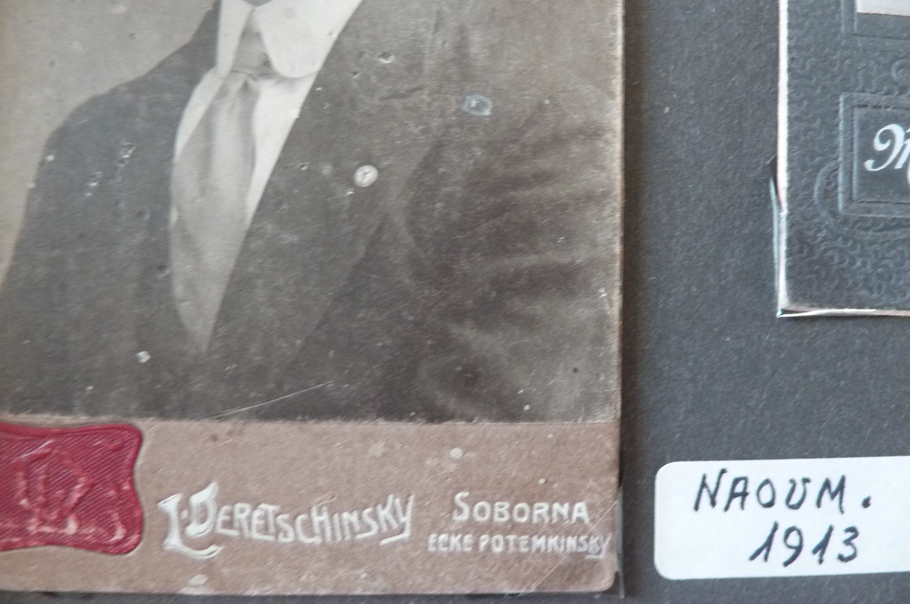 L. Deretschinsky
Soborna
Ecke Potemkinsky
NAOUM.
1913